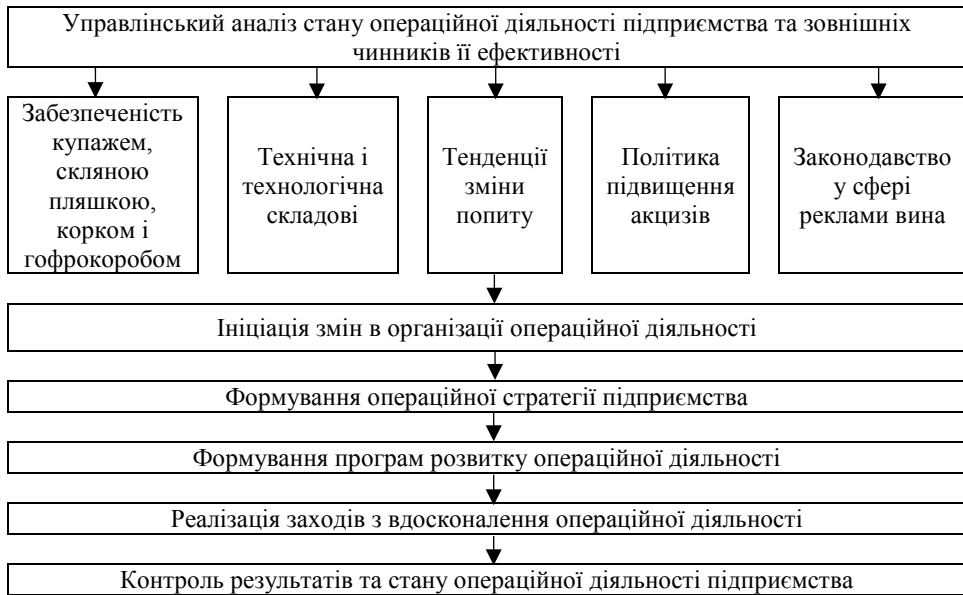 Управлінський аналіз стану операційної діяльності підприємства та зовнішніх
чинників її ефективності
Забезпеченість
купажем,
скляною
пляшкою,
корком і
гофрокоробом
Технічна і
технологічна
складові
Тенденції
зміни
попиту
Політика
підвищення
акцизів
Законодавство
у сфері
реклами вина
Ініціація змін в організації операційної діяльності
Формування операційної стратегії підприємства
Формування програм розвитку операційної діяльності
Реалізація заходів з вдосконалення операційної діяльності
Контроль результатів та стану операційної діяльності підприємства